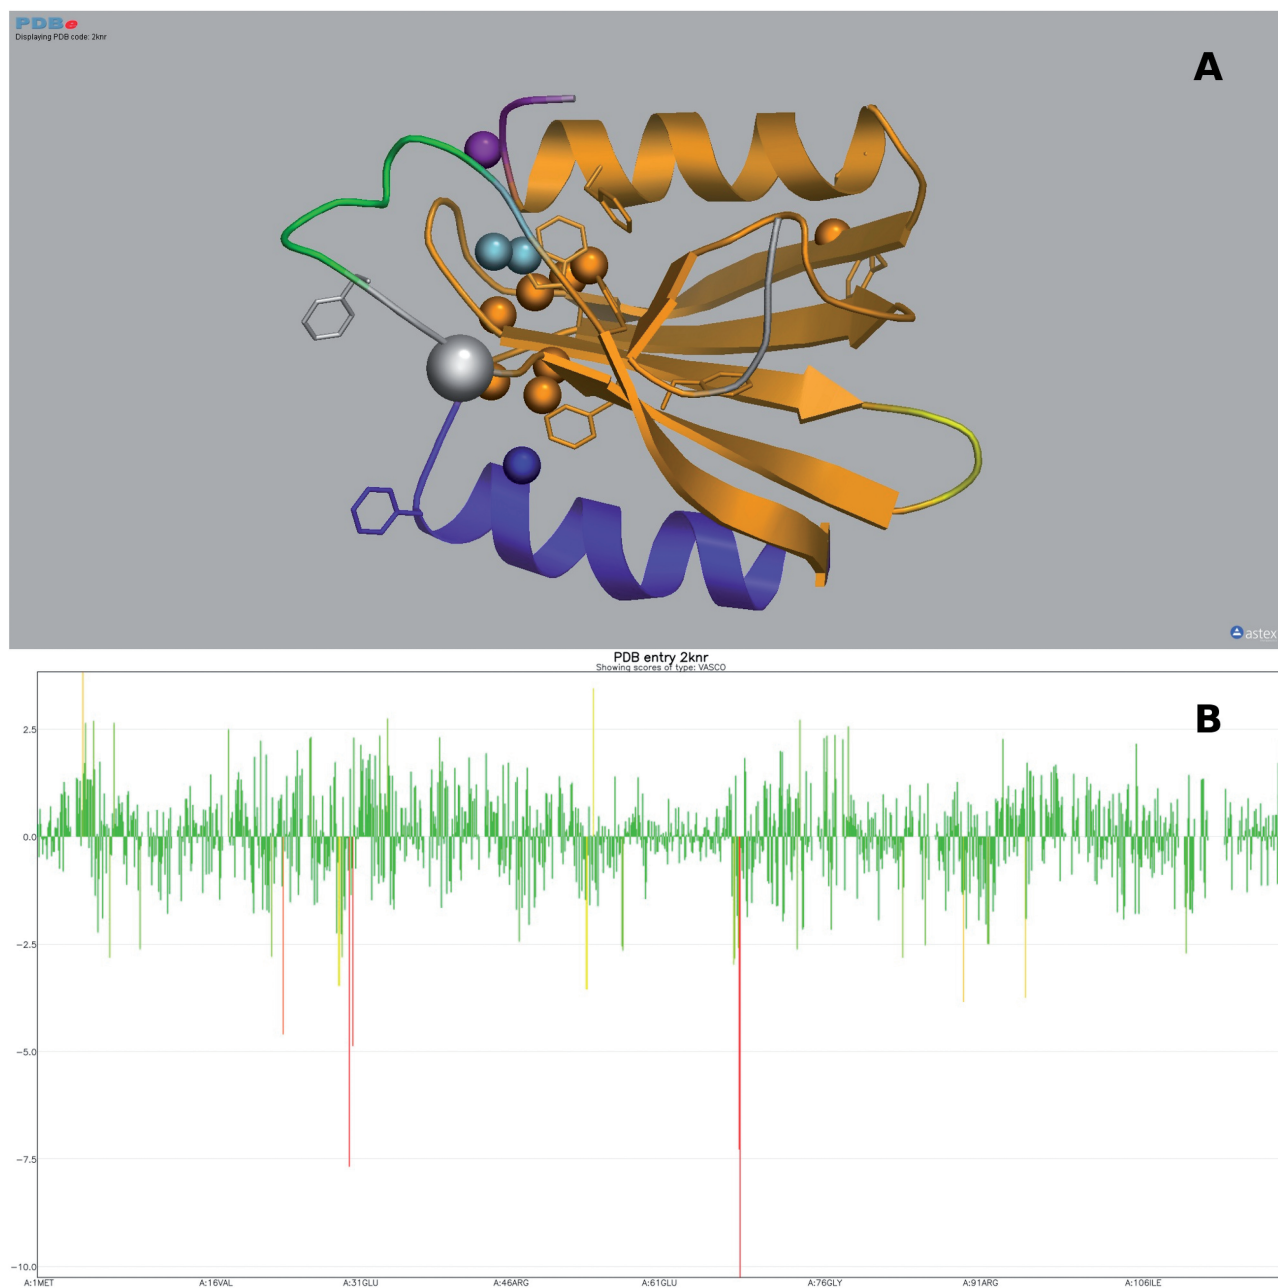 PDBe
Displaying PDB code: 2knr
A
astex
PDB entry 2knr
Showing scores of type: VASCO
B
2.5
0.0
−2.5
−5.0
−7.5
−10.0
A:1MET A:16VAL A:31GLU A:46ARG A:61GLU A:76GLY A:91ARG A:106ILE